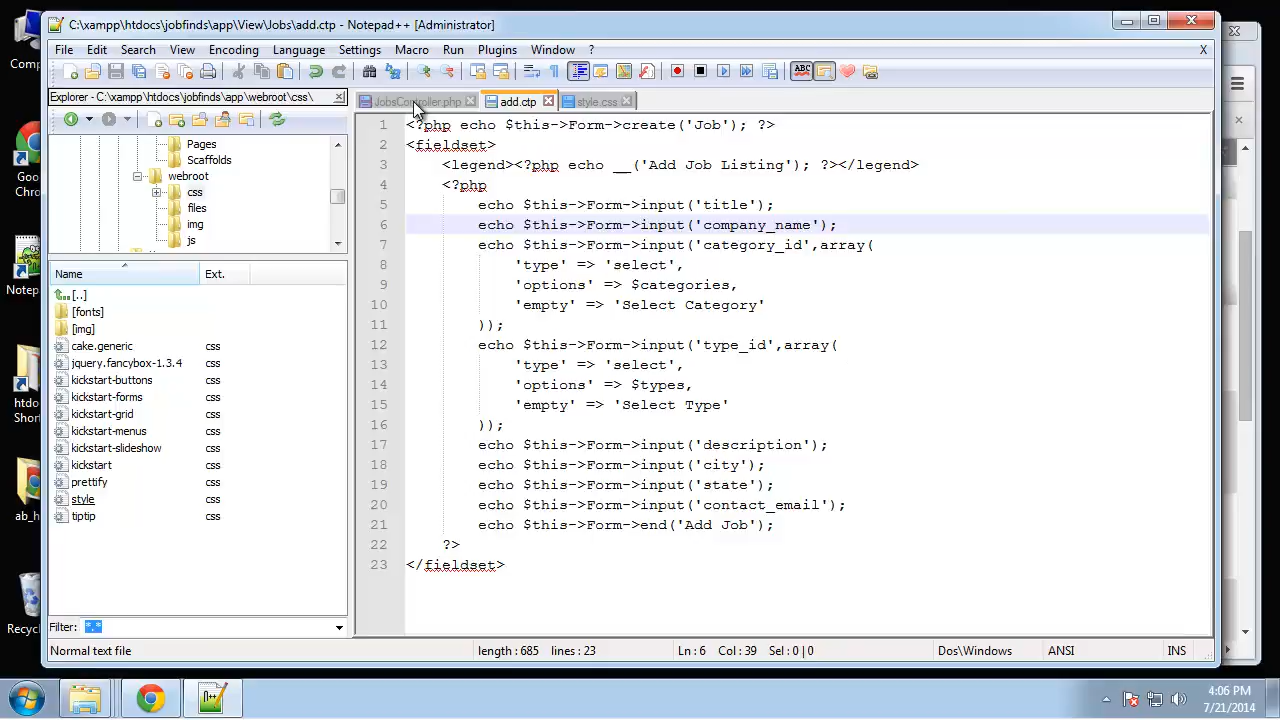 C:\xampp\htdocs\jobfinds\app\View\Jobs\add.ctp - Notepad++ [Administrator]
File Edit Search View Encoding Language Settings Macro Run Plugins Window ? X
Explorer - C:\xampp\htdocs\jobfinds\app\webroot\css\
JobsController.php add.ctp style.css
Pages
Scaffolds
webroot
css
files
img
js
Name Ext.
[..]
[fonts]
[img]
cake.generic css
jquery.fancybox-1.3.4 css
kickstart-buttons css
kickstart-forms css
kickstart-grid css
kickstart-menus css
kickstart-slideshow css
kickstart css
prettify css
style css
tiptip css
Filter: *.*
1 <?php echo $this->Form->create('Job'); ?>
2 <fieldset>
3 <legend><?php echo __('Add Job Listing'); ?></legend>
4 <?php
5 echo $this->Form->input('title');
6 echo $this->Form->input('company_name');
7 echo $this->Form->input('category_id',array(
8 'type' => 'select',
9 'options' => $categories,
10 'empty' => 'Select Category'
11 ));
12 echo $this->Form->input('type_id',array(
13 'type' => 'select',
14 'options' => $types,
15 'empty' => 'Select Type'
16 ));
17 echo $this->Form->input('description');
18 echo $this->Form->input('city');
19 echo $this->Form->input('state');
20 echo $this->Form->input('contact_email');
21 echo $this->Form->end('Add Job');
22 ?>
23 </fieldset>
Normal text file length : 685 lines : 23 Ln : 6 Col : 39 Sel : 0 | 0 Dos\Windows ANSI INS
Comp
Goo
Chr
Notep
htdo
Short
ab_h
Recyc
4:06 PM
7/21/2014